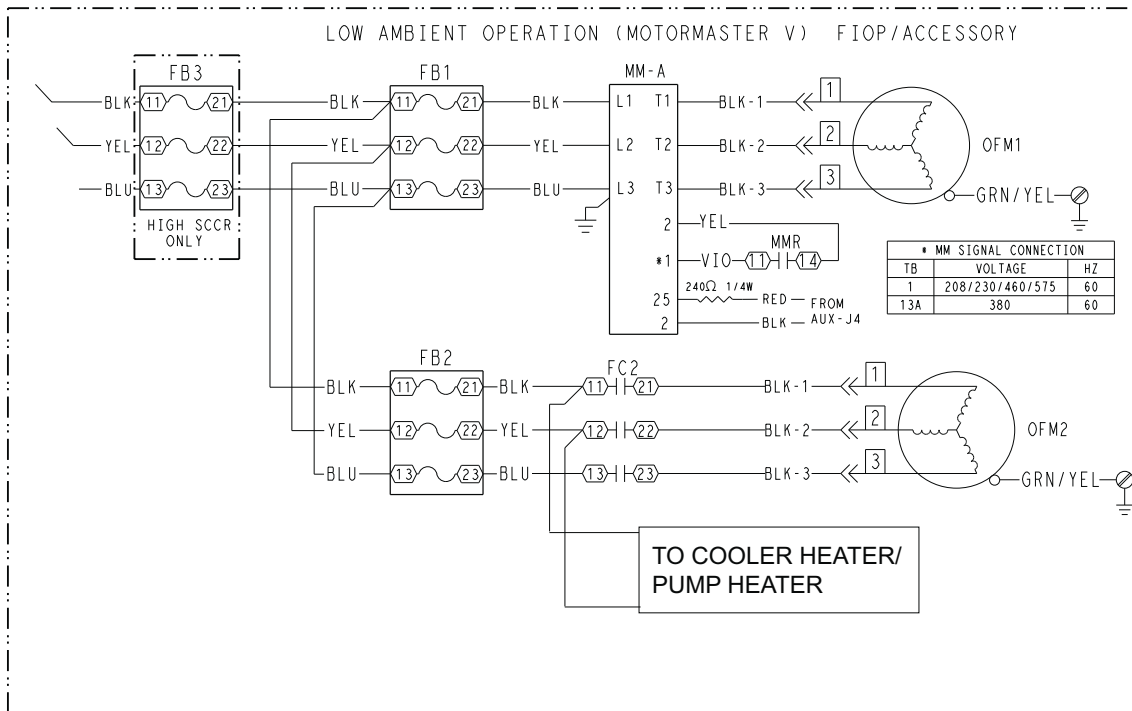 LOW AMBIENT OPERATION (MOTORMASTER V) FIOP/ACCESSORY
FB3 FB1 MM-A
BLK 11 21 BLK 11 21 BLK L1 T1 BLK-1 1
YEL 12 22 YEL 12 22 YEL L2 T2 BLK-2 2 OFM1
BLU 13 23 BLU 13 23 BLU L3 T3 BLK-3 3
GRN/YEL
HIGH SCCR
ONLY
2 YEL
MMR
*1 VIO 11 14
240Ω 1/4W
25 RED FROM
2 BLK AUX-J4
* MM SIGNAL CONNECTION
TB VOLTAGE HZ
1 208/230/460/575 60
13A 380 60
FB2 FC2
BLK 11 21 BLK 11 21 BLK-1 1
YEL 12 22 YEL 12 22 BLK-2 2 OFM2
BLU 13 23 BLU 13 23 BLK-3 3
GRN/YEL
TO COOLER HEATER/
PUMP HEATER